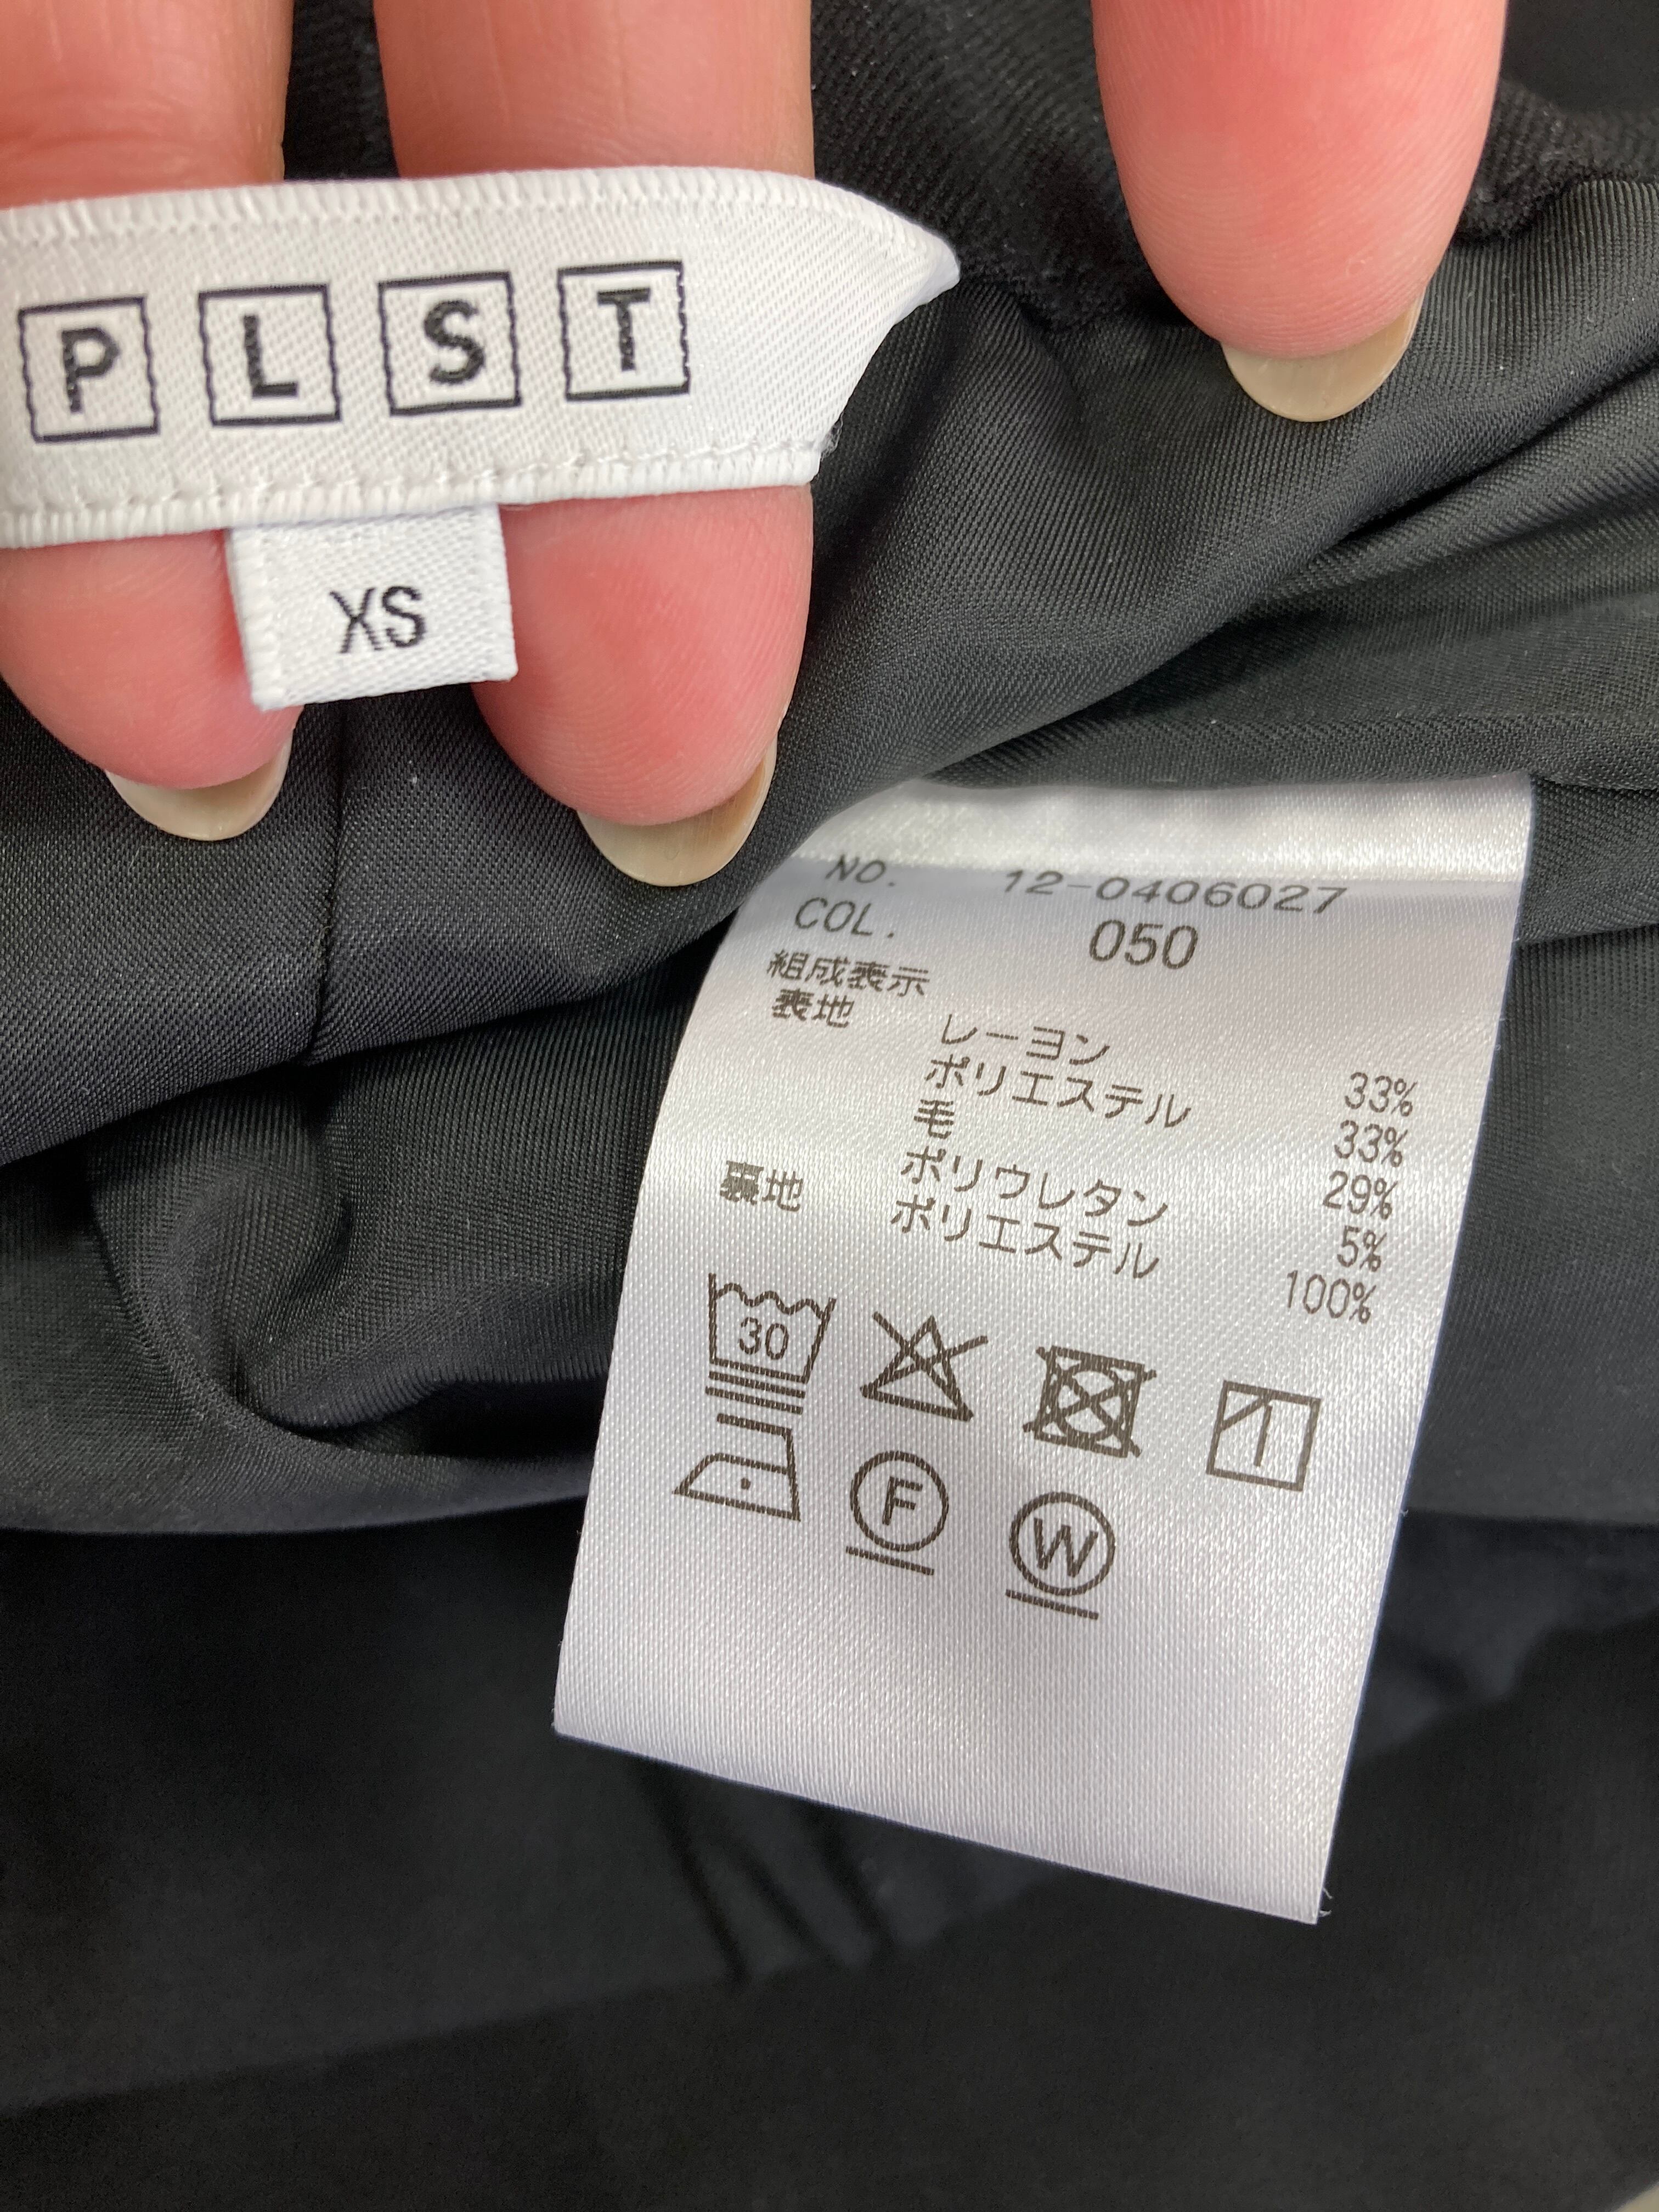 P L S T
XS
NO. 12-0406027
COL. 050
組成表示
表地
レーヨン 33%
ポリエステル 33%
毛 29%
ポリウレタン 5%
裏地 ポリエステル 100%
30
F
W